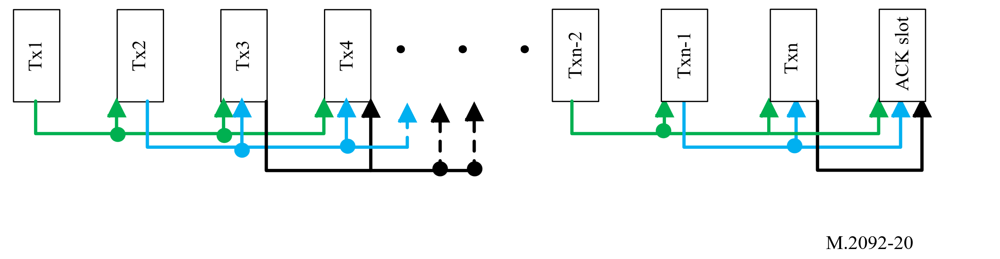 Tx1
Tx2
Tx3
Tx4
Txn-2
Txn-1
Txn
ACK slot
M.2092-20